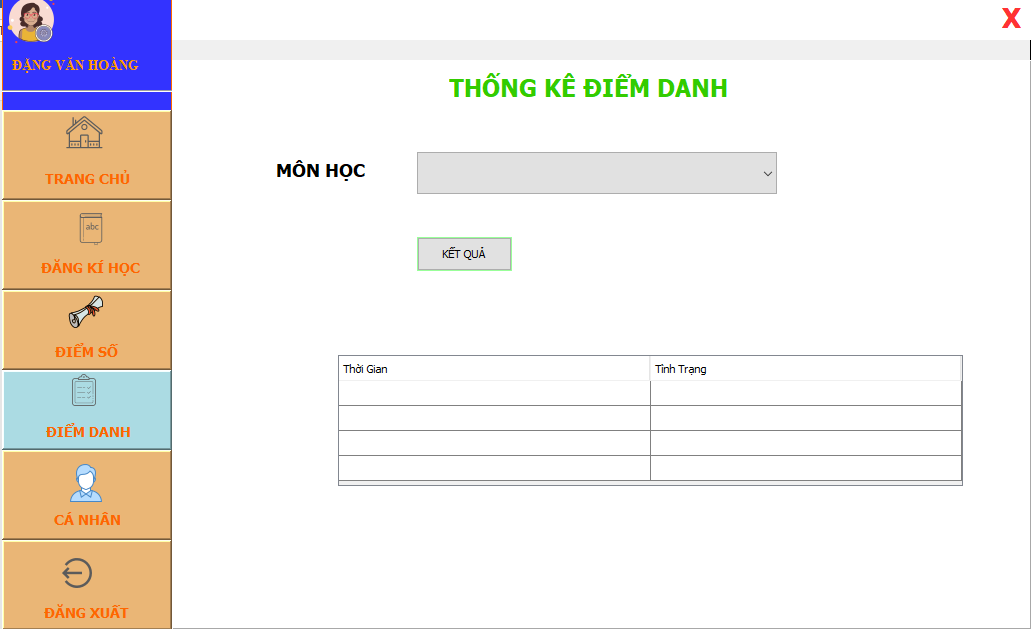 X
ĐẶNG VĂN HOÀNG
THỐNG KÊ ĐIỂM DANH
TRANG CHỦ
MÔN HỌC
abc
ĐĂNG KÍ HỌC
KẾT QUẢ
ĐIỂM SỐ
Thời Gian Tình Trạng
ĐIỂM DANH
CÁ NHÂN
ĐĂNG XUẤT